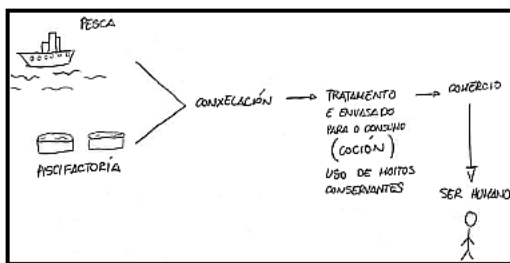 PESCA
PISCIFACTORÍA
CONXELACIÓN
TRATAMENTO
E ENVASADO
PARA O CONSUMO
(COCIÓN)
USO DE MOITOS
CONSERVANTES
COMERCIO
SER HUMANO